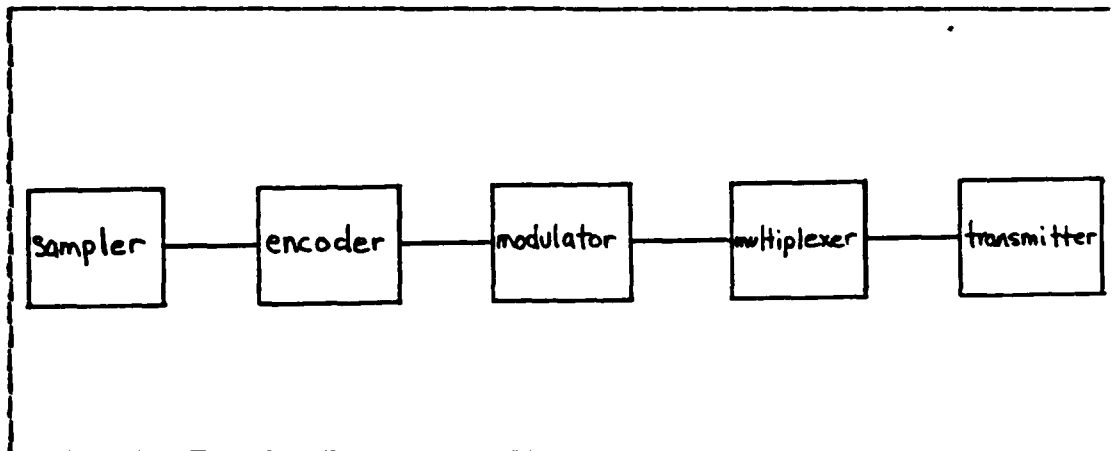 sampler
encoder
modulator
multiplexer
transmitter